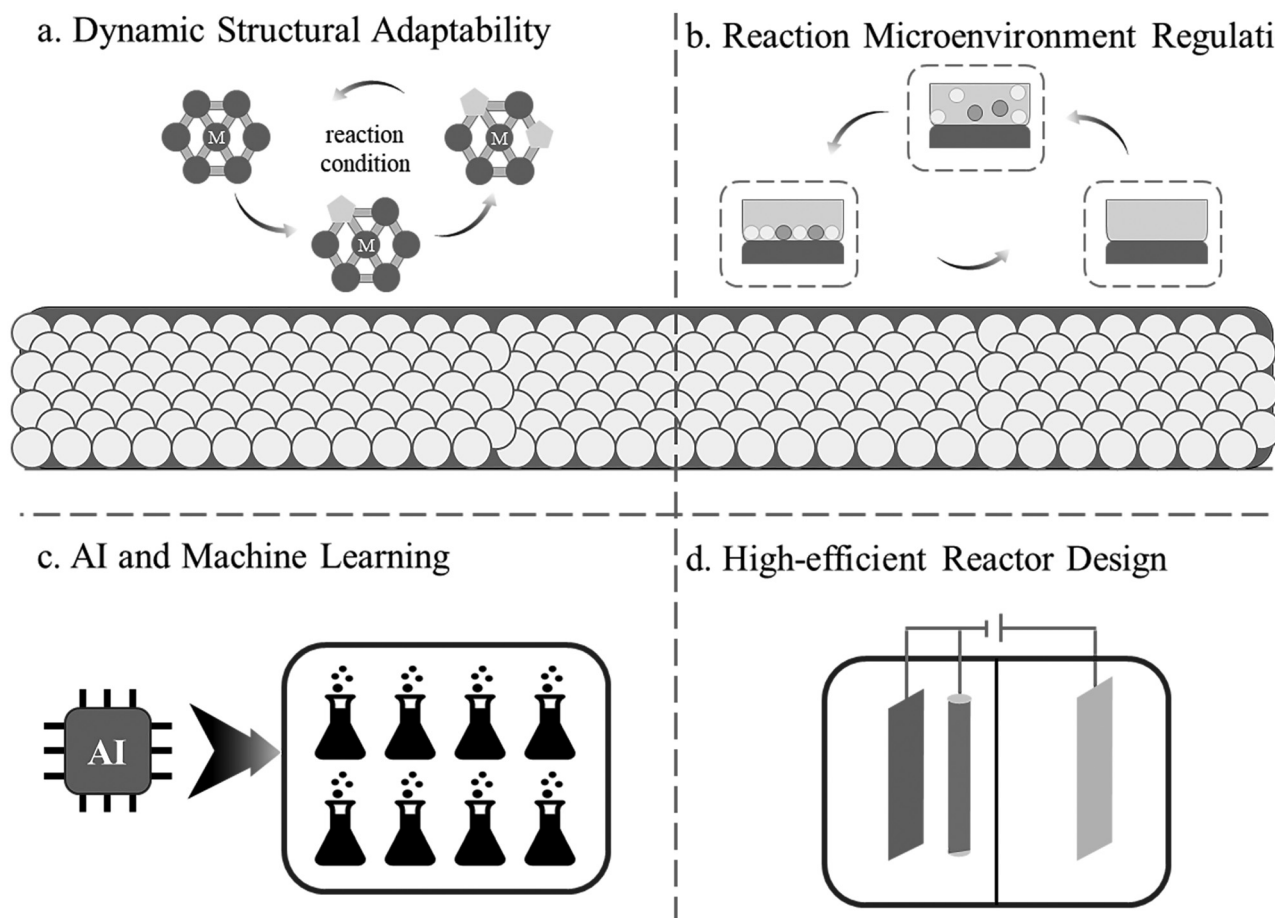 a. Dynamic Structural Adaptability
b. Reaction Microenvironment Regulati
M
M
reaction
condition
M
c. AI and Machine Learning
d. High-efficient Reactor Design
AI